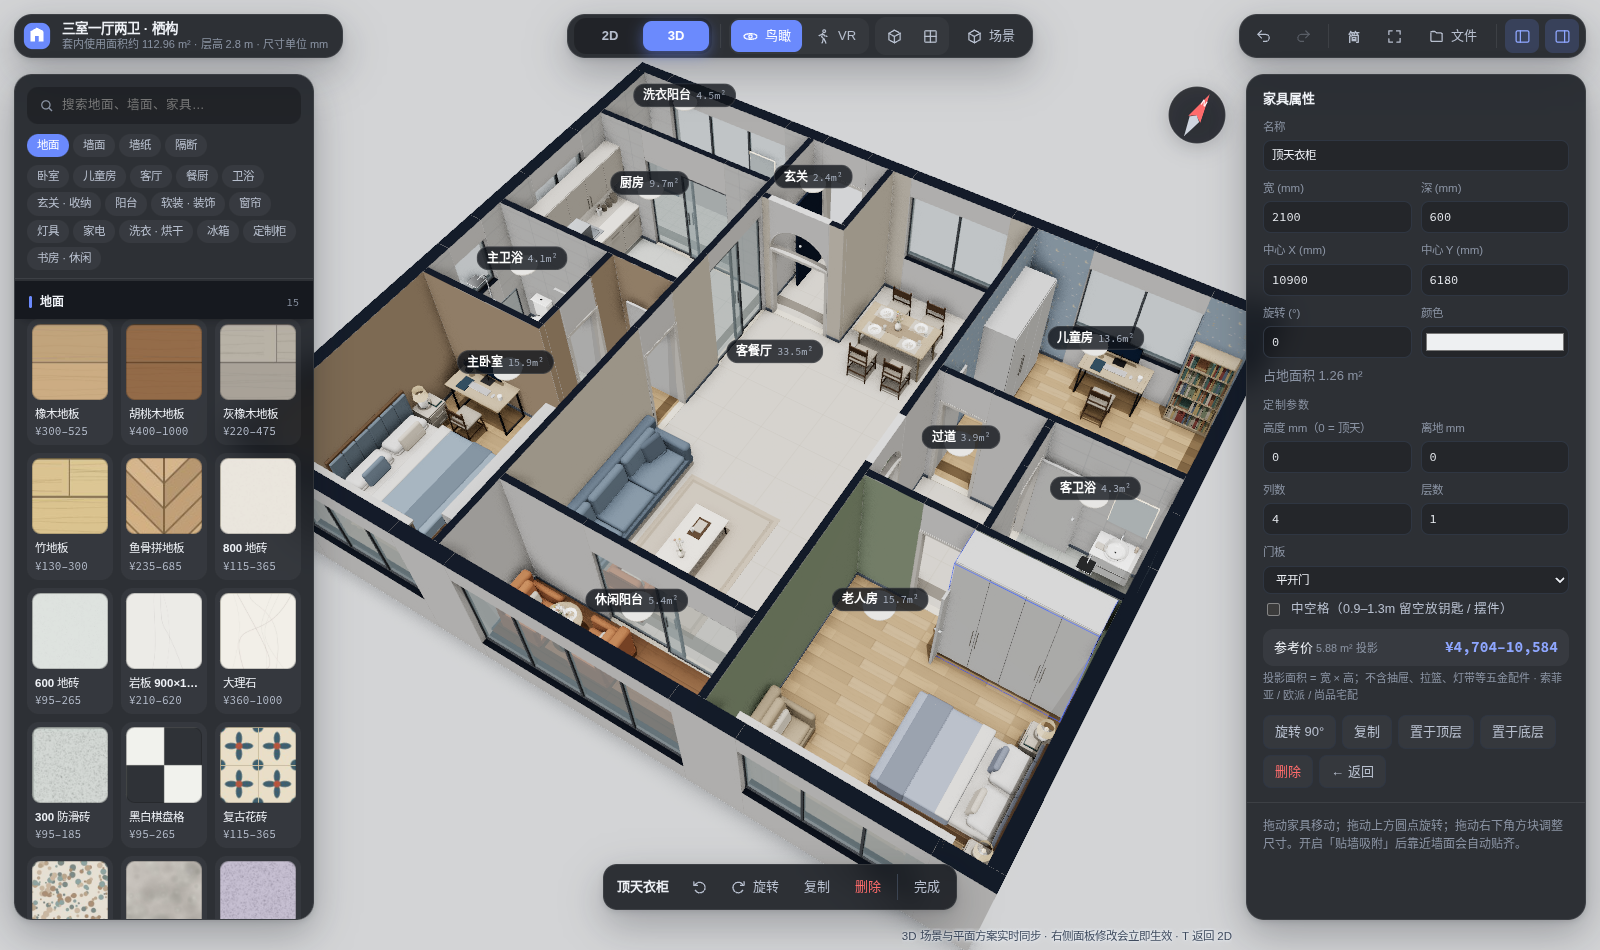 三室一厅两卫 · 栖构
套内使用面积约 112.96 m² · 层高 2.8 m · 尺寸单位 mm
2D
3D
鸟瞰
VR
场景
简
文件
搜索地面、墙面、家具...
地面
墙面
墙纸
隔断
卧室
儿童房
客厅
餐厨
卫浴
玄关 · 收纳
阳台
软装 · 装饰
窗帘
灯具
家电
洗衣 · 烘干
冰箱
定制柜
书房 · 休闲
地面
15
橡木地板
¥300–525
胡桃木地板
¥400–1000
灰橡木地板
¥220–475
竹地板
¥130–300
鱼骨拼地板
¥235–685
800 地砖
¥115–365
600 地砖
¥95–265
岩板 900×1...
¥210–620
大理石
¥360–1000
300 防滑砖
¥95–185
黑白棋盘格
¥95–265
复古花砖
¥115–365
洗衣阳台 4.5m²
厨房 9.7m²
玄关 2.4m²
主卫浴 4.1m²
主卧室 15.9m²
客餐厅 33.5m²
儿童房 13.6m²
过道 3.9m²
客卫浴 4.3m²
休闲阳台 5.4m²
老人房 15.7m²
顶天衣柜
旋转
复制
删除
完成
3D 场景与平面方案实时同步 · 右侧面板修改会立即生效 · T 返回 2D
家具属性
名称
顶天衣柜
宽 (mm)
深 (mm)
2100
600
中心 X (mm)
中心 Y (mm)
10900
6180
旋转 (°)
颜色
0
占地面积 1.26 m²
定制参数
高度 mm（0 = 顶天）
离地 mm
0
0
列数
层数
4
1
门板
平开门
中空格（0.9–1.3m 留空放钥匙 / 摆件）
参考价 5.88 m² 投影
¥4,704–10,584
投影面积 = 宽 × 高；不含抽屉、拉篮、灯带等五金配件 · 索菲
亚 / 欧派 / 尚品宅配
旋转 90°
复制
置于顶层
置于底层
删除
← 返回
拖动家具移动；拖动上方圆点旋转；拖动右下角方块调整
尺寸。开启「贴墙吸附」后靠近墙面会自动贴齐。